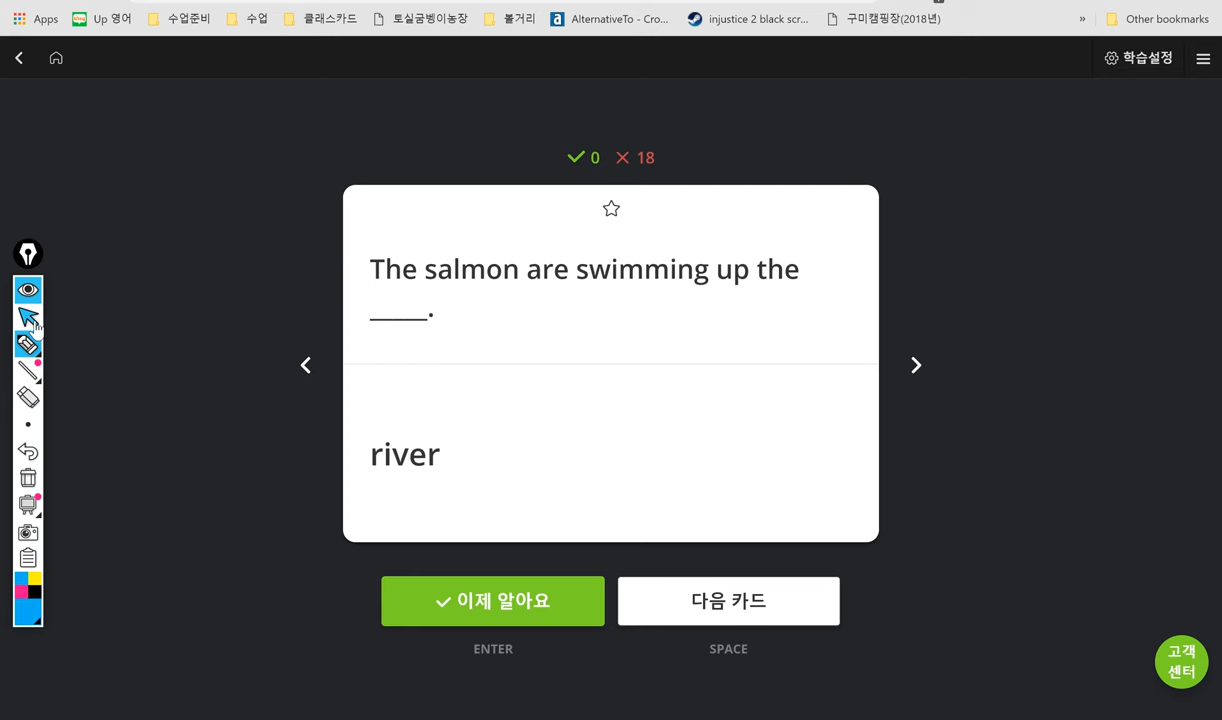 Apps Up 영어 수업준비 수업 클래스카드 토실굼벵이농장 볼거리 AlternativeTo - Cro... injustice 2 black scr... 구미캠핑장(2018년) » Other bookmarks
학습설정
0 18
The salmon are swimming up the
_____.
river
이제 알아요 다음 카드
ENTER SPACE
고객
센터